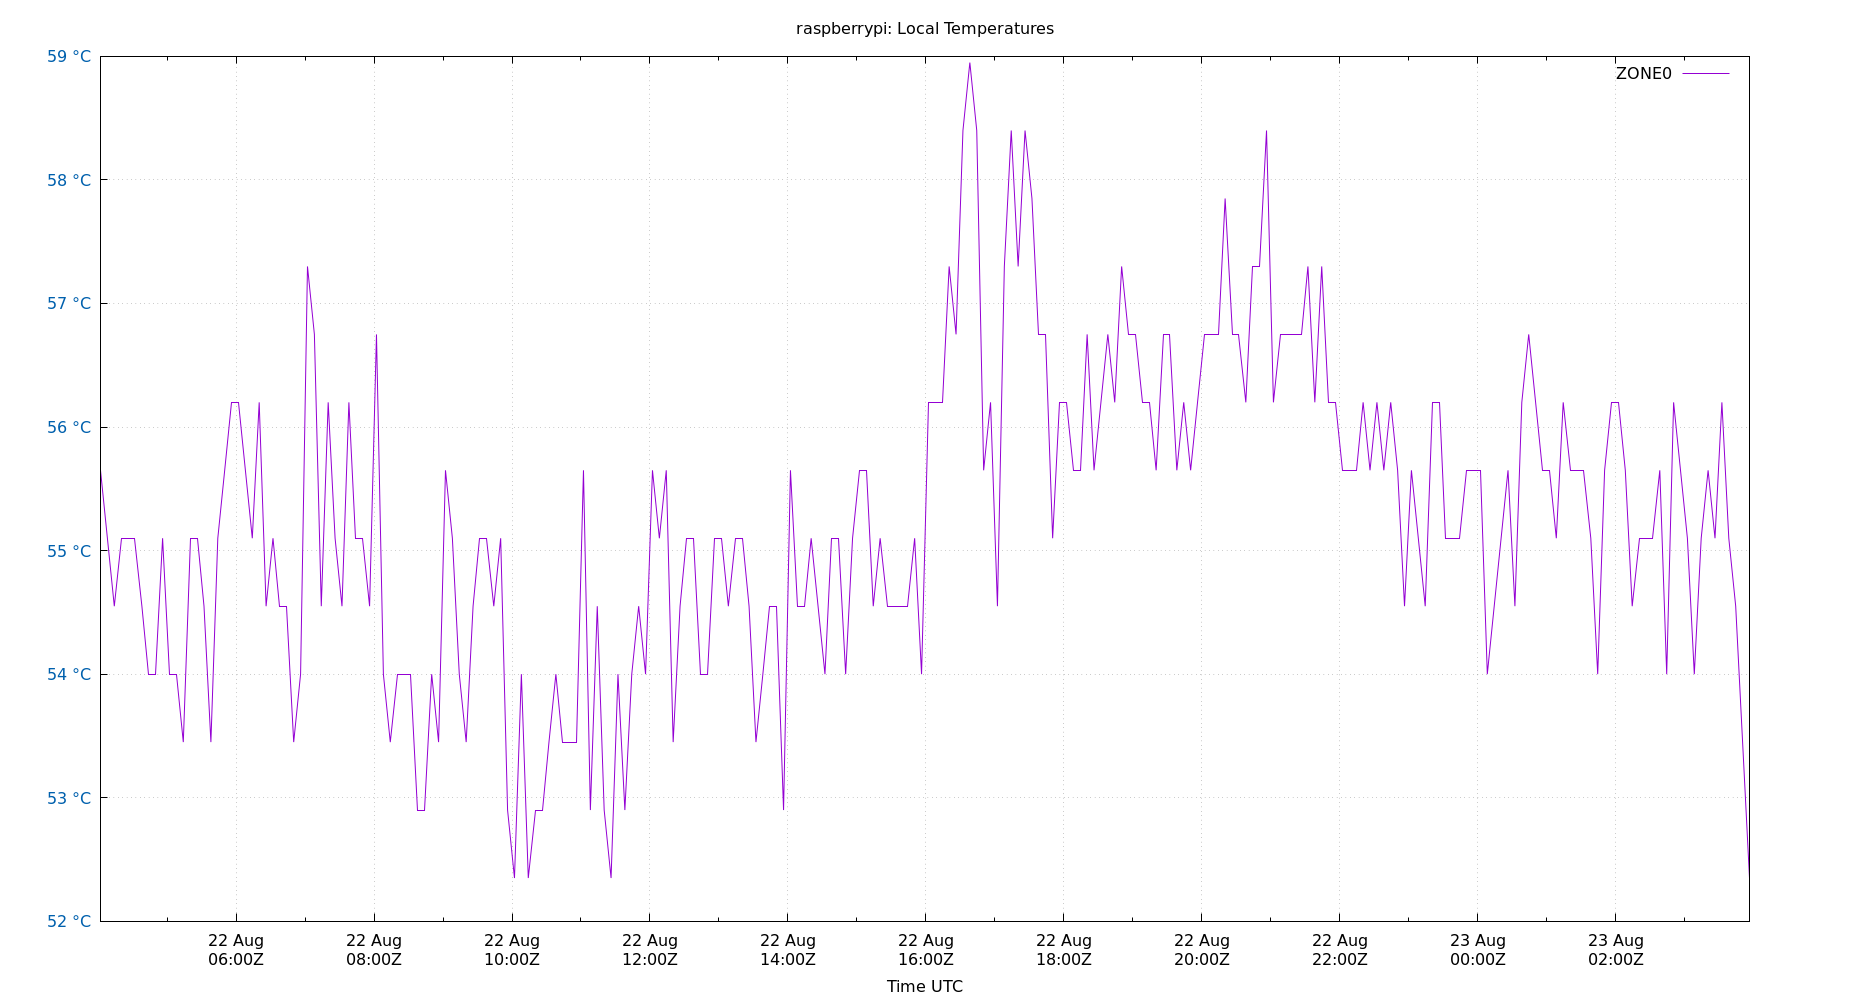 raspberrypi: Local Temperatures
ZONE0
59 °C
58 °C
57 °C
56 °C
55 °C
54 °C
53 °C
52 °C
22 Aug 22 Aug 22 Aug 22 Aug 22 Aug 22 Aug 22 Aug 22 Aug 22 Aug 23 Aug 23 Aug
06:00Z 08:00Z 10:00Z 12:00Z 14:00Z 16:00Z 18:00Z 20:00Z 22:00Z 00:00Z 02:00Z
Time UTC